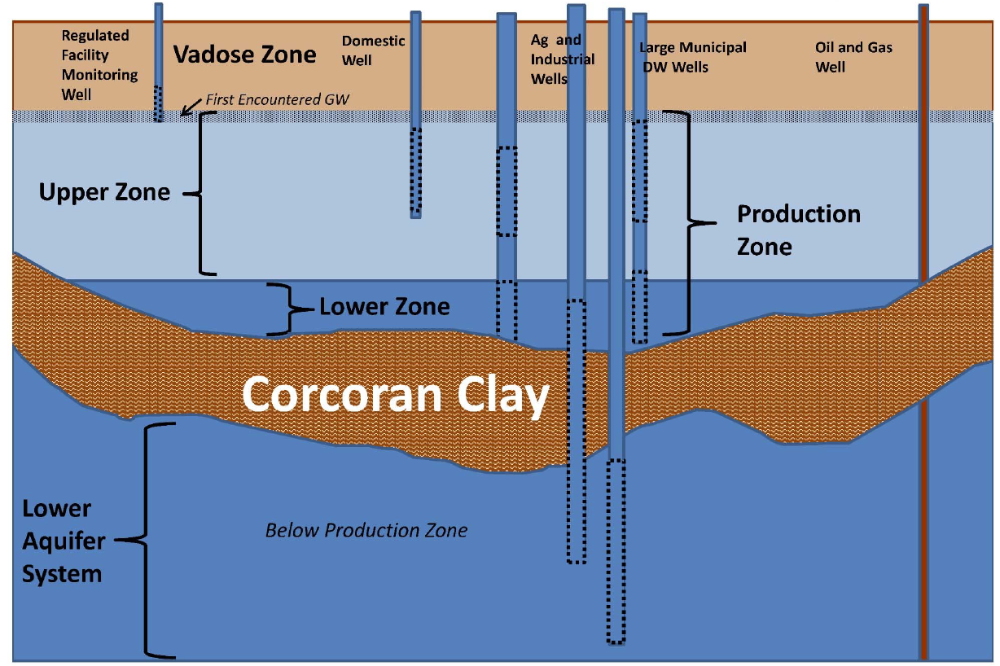 Regulated
Facility
Monitoring
Well
Vadose Zone
Domestic
Well
Ag and
Industrial
Wells
Large Municipal
DW Wells
Oil and Gas
Well
First Encountered GW
Upper Zone
Production
Zone
Lower Zone
Corcoran Clay
Lower
Aquifer
System
Below Production Zone